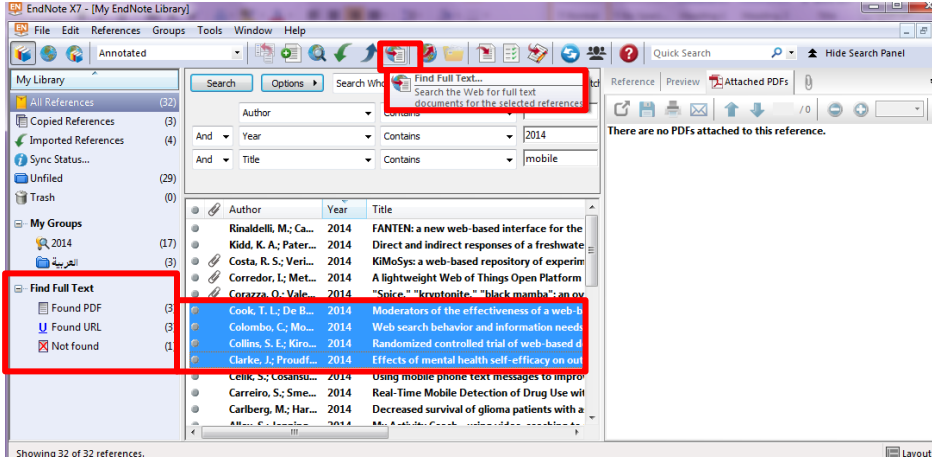 EndNote X7 - [My EndNote Library]
File Edit References Groups Tools Window Help
Annotated
Quick Search
Hide Search Panel
My Library
All References (32)
Copied References (3)
Imported References (4)
Sync Status...
Unfiled (29)
Trash (0)
My Groups
2014 (17)
التربية (3)
Find Full Text
Found PDF (3)
Found URL (3)
Not found (1)
Search Options
Find Full Text...
Search the Web for full text
documents for the selected references
Author Contains
And Year Contains 2014
And Title Contains mobile
Author Year Title
Rinaldelli, M.; Ca... 2014 FANTEN: a new web-based interface for the
Kidd, K. A.; Pater... 2014 Direct and indirect responses of a freshwate
Costa, R. S.; Veri... 2014 KiMoSys: a web-based repository of experim
Corredor, I.; Met... 2014 A lightweight Web of Things Open Platform
Corazza, O.; Vale... 2014 "Spice," "kryptonite," "black mamba": an ov
Cook, T. L.; De B... 2014 Moderators of the effectiveness of a web-b
Colombo, C.; Mo... 2014 Web search behavior and information needs
Collins, S. E.; Kiro... 2014 Randomized controlled trial of web-based d
Clarke, J.; Proudf... 2014 Effects of mental health self-efficacy on out
Celik, S.; Cosansu... 2014 Using mobile phone text messages to improv
Carreiro, S.; Sme... 2014 Real-Time Mobile Detection of Drug Use wit
Carlberg, M.; Har... 2014 Decreased survival of glioma patients with a
2014
Reference Preview Attached PDFs
/0
There are no PDFs attached to this reference.
Showing 32 of 32 references.
Layout